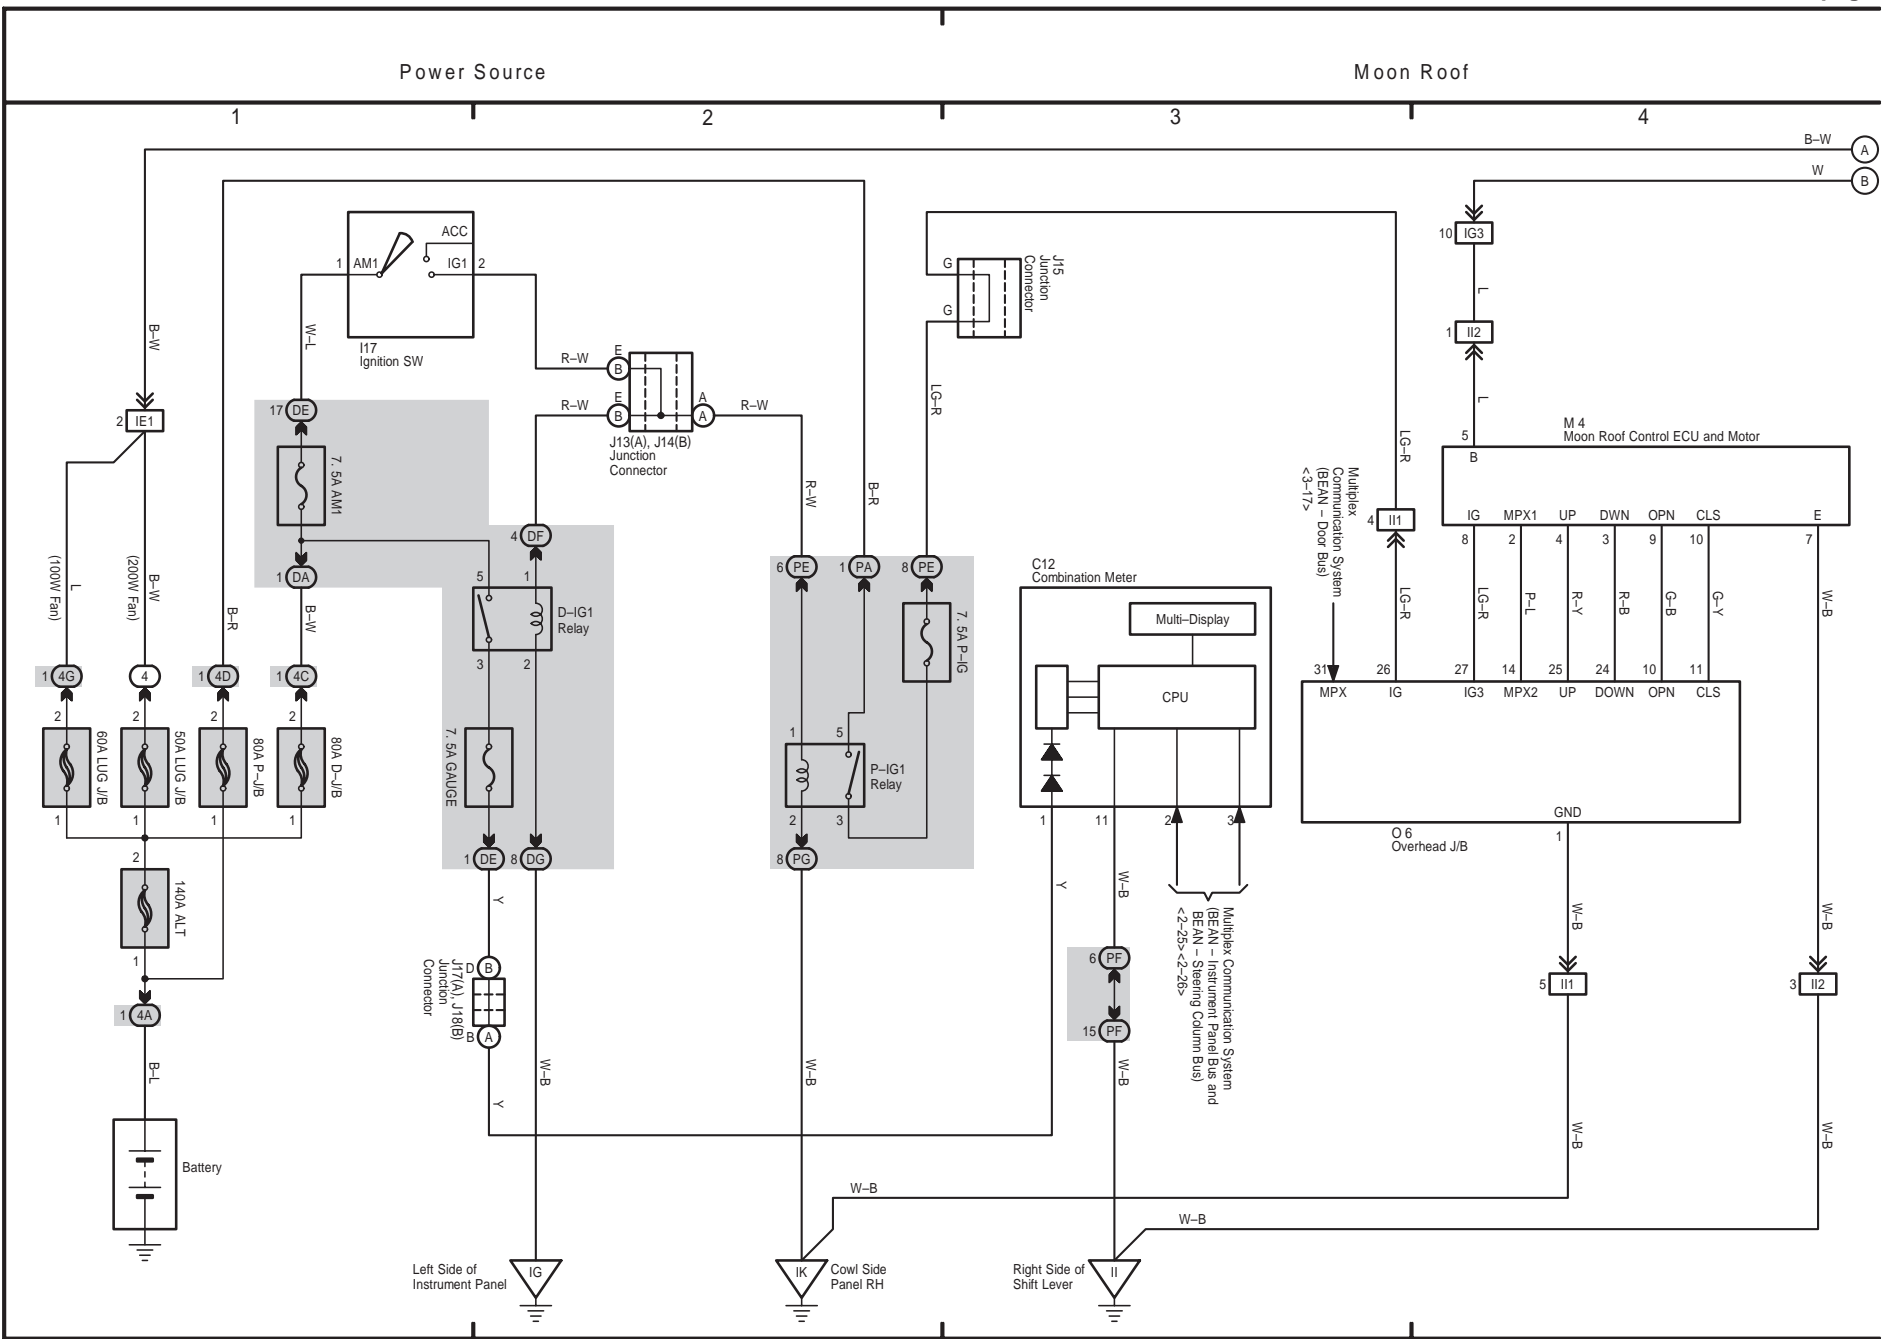 Power Source
Moon Roof
1
2
3
4
B–W
A
W
B
ACC
1
AM1
IG1
2
I17
Ignition SW
W–L
B–W
2
IE1
L
(100W Fan)
B–W
(200W Fan)
B–R
17
DE
7. 5A AM1
1
DA
B–W
R–W
E
B
R–W
E
B
A
A
R–W
J13(A), J14(B)
Junction
Connector
4
DF
5
1
D–IG1
Relay
3
2
7. 5A GAUGE
1
DE
8
DG
Y
D
B
J17(A), J18(B)
Junction
Connector
B
A
Y
W–B
1
4G
4
1
4D
1
4C
2
2
2
2
60A LUG J/B
50A LUG J/B
80A P–J/B
80A D–J/B
1
1
1
1
2
140A ALT
1
1
4A
B–L
Battery
Left Side of
Instrument Panel
IG
R–W
B–R
LG–R
G
G
J15
Junction
Connector
6
PE
1
PA
8
PE
7. 5A P–IG
1
5
P–IG1
Relay
2
3
8
PG
W–B
IK
Cowl Side
Panel RH
W–B
C12
Combination Meter
Multi–Display
CPU
1
11
2
3
Y
W–B
Multiplex Communication System
(BEAN – Instrument Panel Bus and
BEAN – Steering Column Bus)
<2–25><2–26>
6
PF
15
PF
W–B
W–B
Right Side of
Shift Lever
II
10
IG3
L
1
II2
L
LG–R
4
II1
LG–R
Multiplex
Communication System
(BEAN – Door Bus)
<3–17>
M 4
Moon Roof Control ECU and Motor
5
B
IG
MPX1
UP
DWN
OPN
CLS
E
8
2
4
3
9
10
7
LG–R
P–L
R–Y
R–B
G–B
G–Y
W–B
31
26
27
14
25
24
10
11
MPX
IG
IG3
MPX2
UP
DOWN
OPN
CLS
GND
O 6
Overhead J/B
1
W–B
W–B
5
II1
3
II2
W–B
W–B